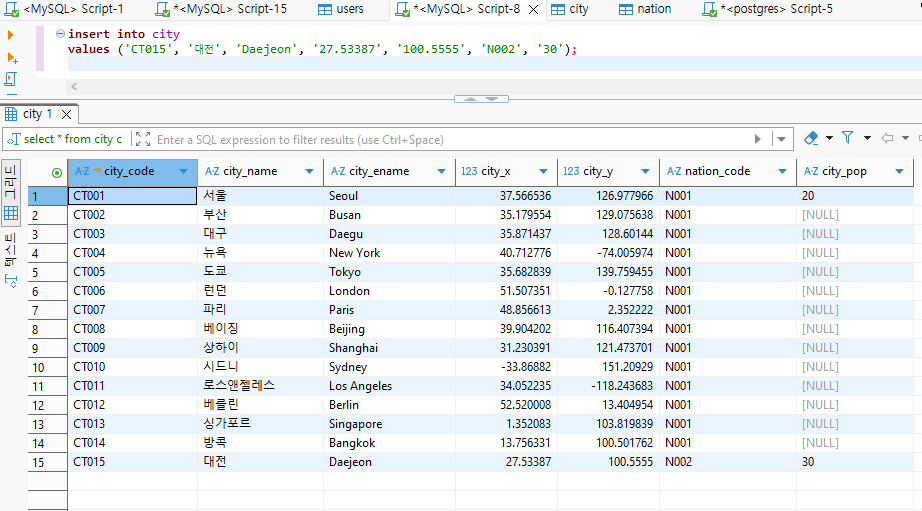 <MySQL> Script-1 *<MySQL> Script-15 users *<MySQL> Script-8 city nation *<postgres> Script-5
insert into city
values ('CT015', '대전', 'Daejeon', '27.53387', '100.5555', 'N002', '30');
city 1
select * from city c Enter a SQL expression to filter results (use Ctrl+Space)
그리드
텍스트
A-Z city_code A-Z city_name A-Z city_ename 123 city_x 123 city_y A-Z nation_code A-Z city_pop
1 CT001 서울 Seoul 37.566536 126.977966 N001 20
2 CT002 부산 Busan 35.179554 129.075638 N001 [NULL]
3 CT003 대구 Daegu 35.871437 128.60144 N001 [NULL]
4 CT004 뉴욕 New York 40.712776 -74.005974 N001 [NULL]
5 CT005 도쿄 Tokyo 35.682839 139.759455 N001 [NULL]
6 CT006 런던 London 51.507351 -0.127758 N001 [NULL]
7 CT007 파리 Paris 48.856613 2.352222 N001 [NULL]
8 CT008 베이징 Beijing 39.904202 116.407394 N001 [NULL]
9 CT009 상하이 Shanghai 31.230391 121.473701 N001 [NULL]
10 CT010 시드니 Sydney -33.86882 151.20929 N001 [NULL]
11 CT011 로스앤젤레스 Los Angeles 34.052235 -118.243683 N001 [NULL]
12 CT012 베를린 Berlin 52.520008 13.404954 N001 [NULL]
13 CT013 싱가포르 Singapore 1.352083 103.819839 N001 [NULL]
14 CT014 방콕 Bangkok 13.756331 100.501762 N001 [NULL]
15 CT015 대전 Daejeon 27.53387 100.5555 N002 30